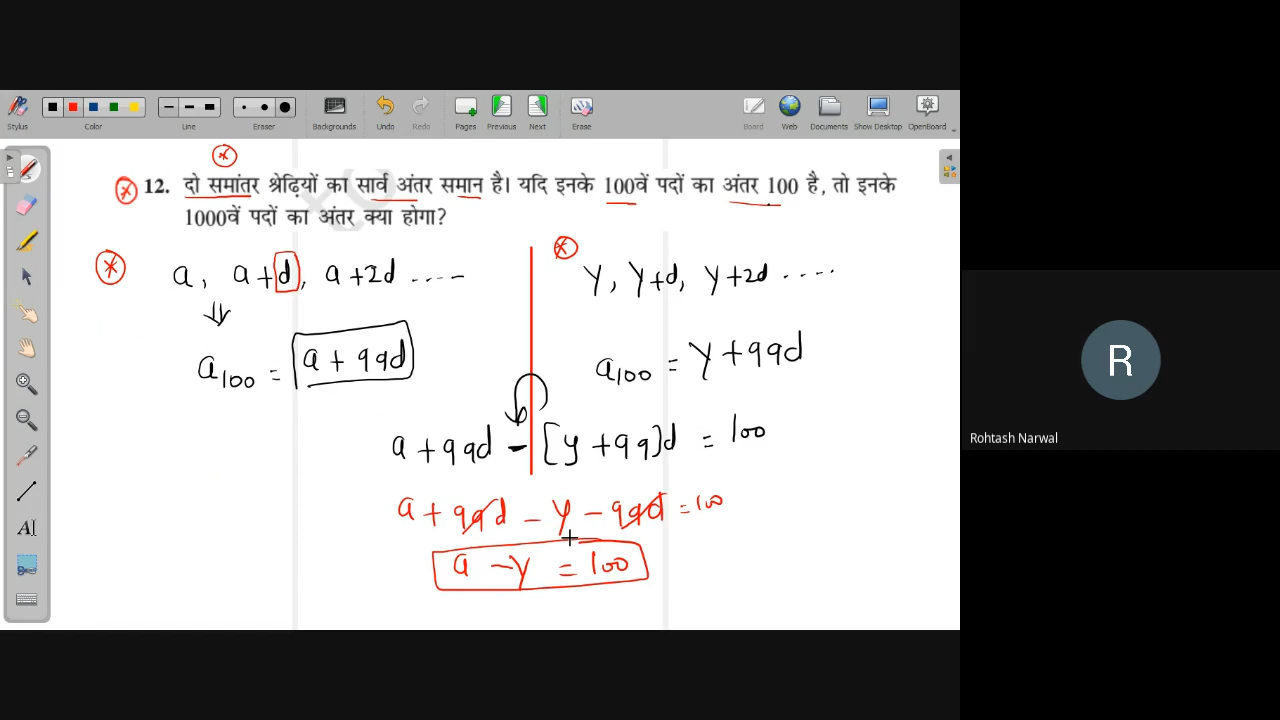 Stylus Color Line Eraser Backgrounds Undo Redo Pages Previous Next Erase Board Web Documents Show Desktop OpenBoard
12. दो समांतर श्रेढ़ियों का सार्व अंतर समान है। यदि इनके 100वें पदों का अंतर 100 है, तो इनके
1000वें पदों का अंतर क्या होगा?
a, a+d, a+2d ....
y, y+d, y+2d ....
a100 = a + 99d
a100 = y + 99d
a + 99d - [y + 99]d = 100
a + 99d - y - 99d = 100
a - y = 100
R
Rohtash Narwal